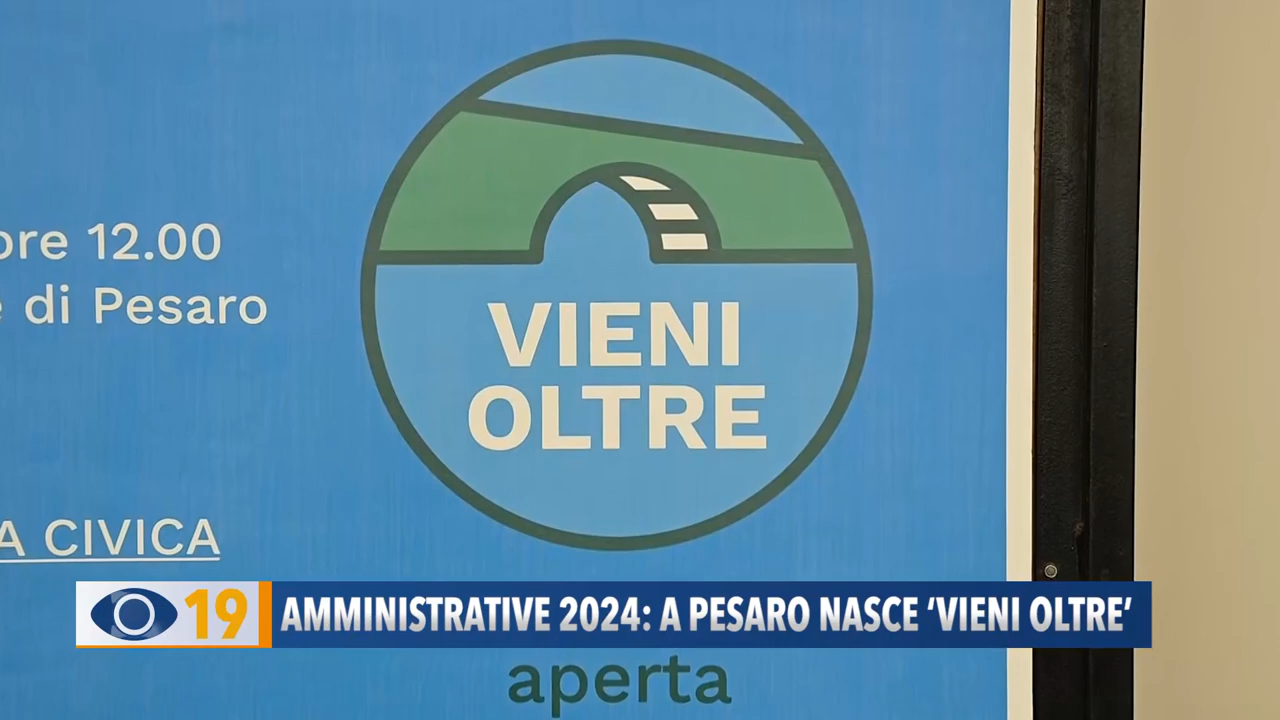 ore 12.00
e di Pesaro
VIENI
OLTRE
A CIVICA
19 AMMINISTRATIVE 2024: A PESARO NASCE ‘VIENI OLTRE’
aperta